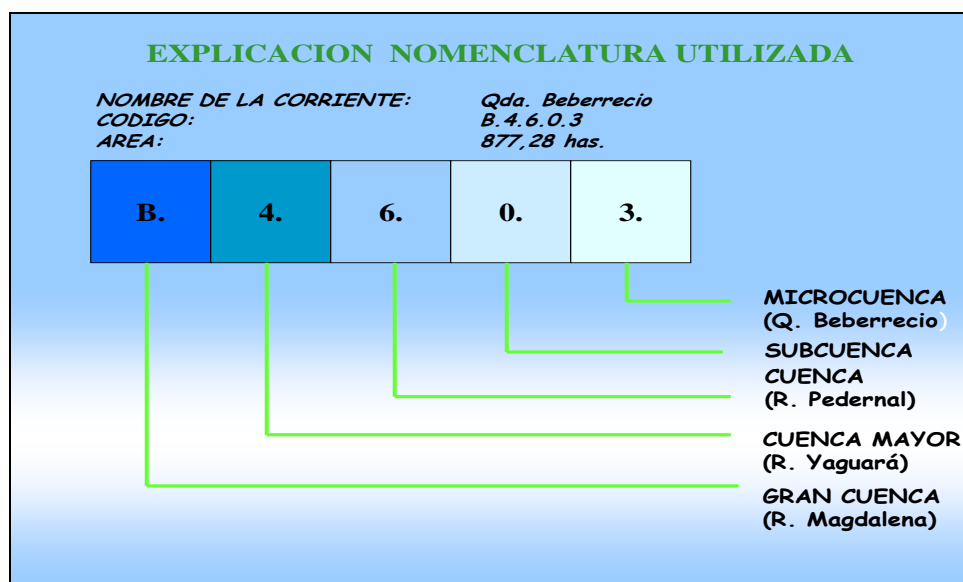 EXPLICACION NOMENCLATURA UTILIZADA
NOMBRE DE LA CORRIENTE: Qda. Beberrecio
CODIGO: B.4.6.0.3
AREA: 877,28 has.
B. 4. 6. 0. 3.
MICROCUENCA
(Q. Beberrecio)
SUBCUENCA
CUENCA
(R. Pedernal)
CUENCA MAYOR
(R. Yaguará)
GRAN CUENCA
(R. Magdalena)